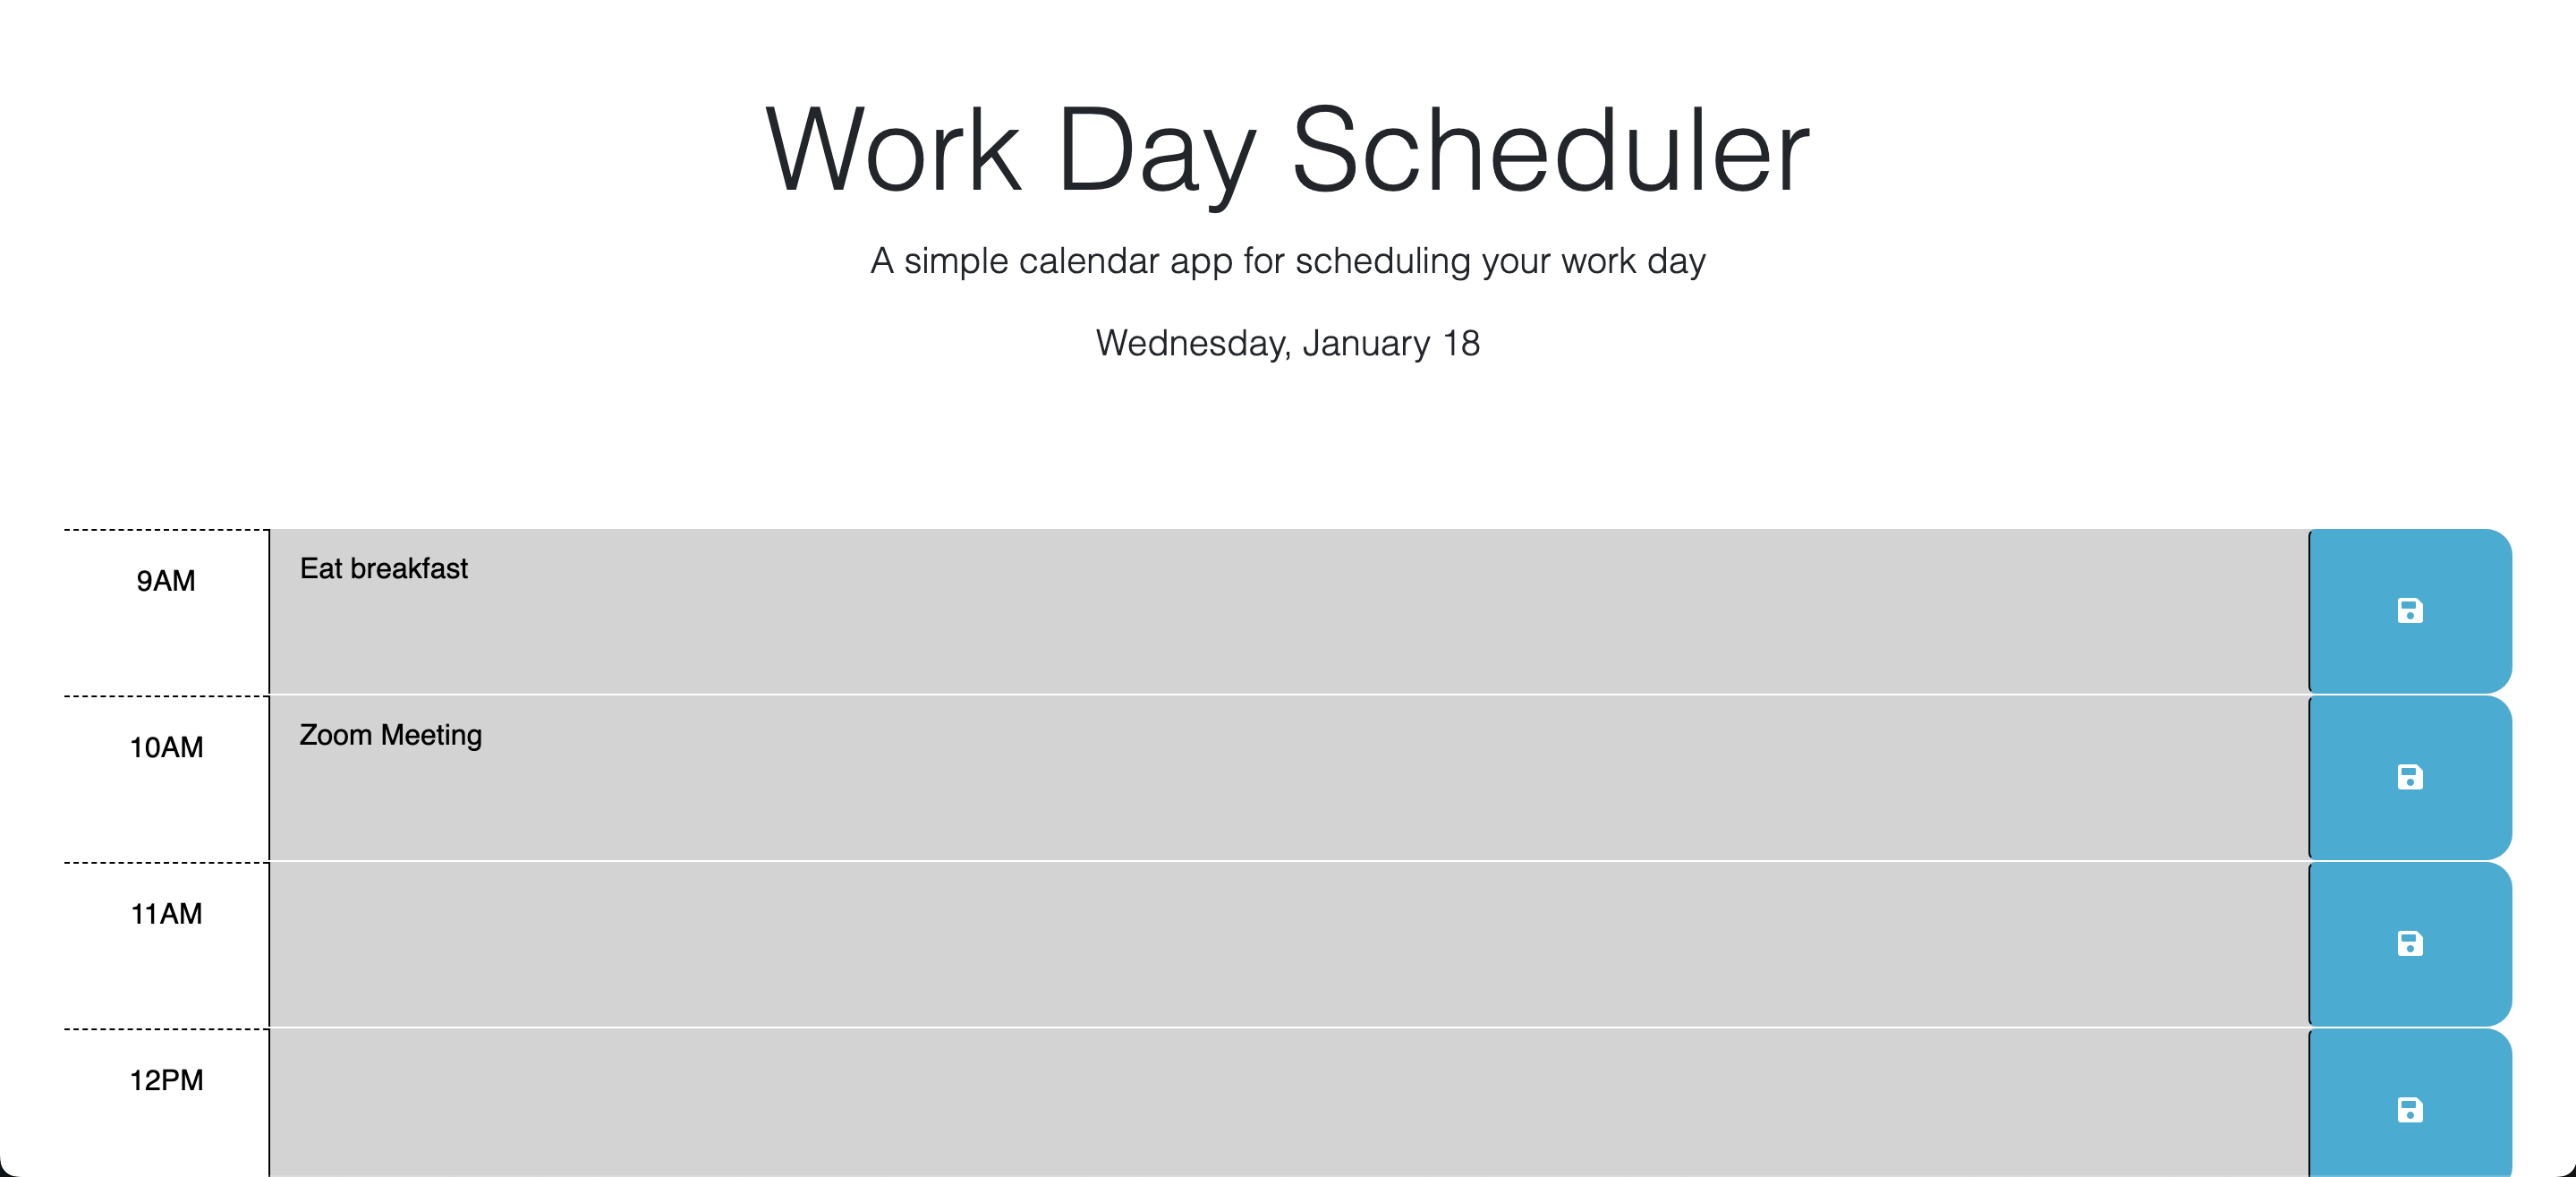 Work Day Scheduler
A simple calendar app for scheduling your work day
Wednesday, January 18
9AM
Eat breakfast
10AM
Zoom Meeting
11AM
12PM